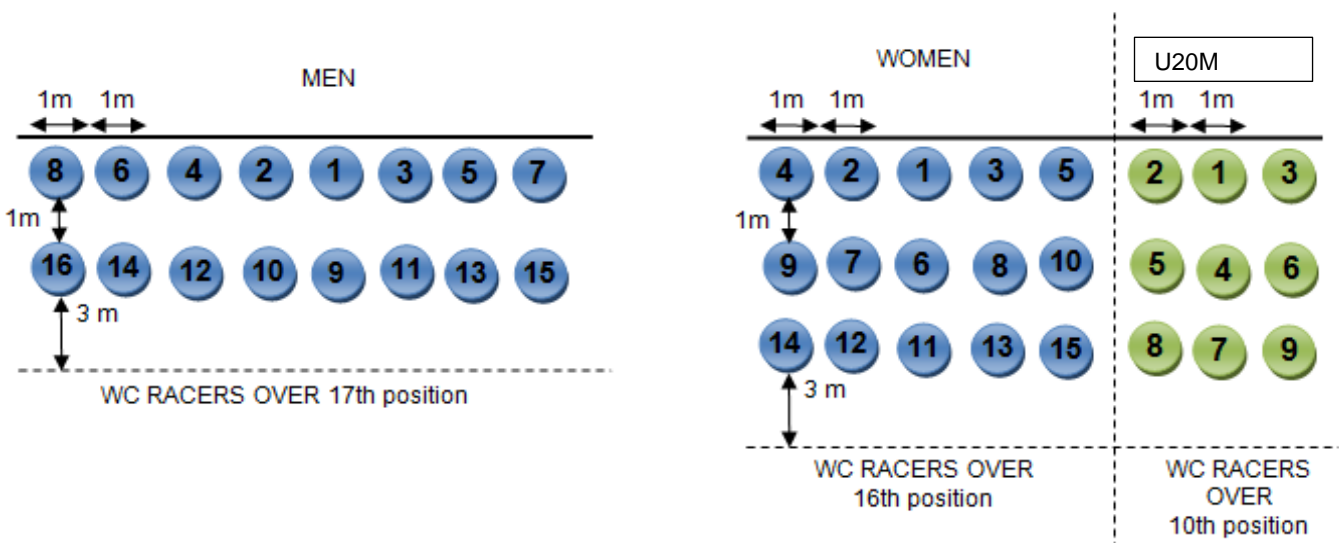 MEN
1m 1m
8 6 4 2 1 3 5 7
1m
16 14 12 10 9 11 13 15
3 m
WC RACERS OVER 17th position
WOMEN
1m 1m
4 2 1 3 5
1m
9 7 6 8 10
14 12 11 13 15
3 m
WC RACERS OVER
16th position
U20M
1m 1m
2 1 3
5 4 6
8 7 9
WC RACERS
OVER
10th position